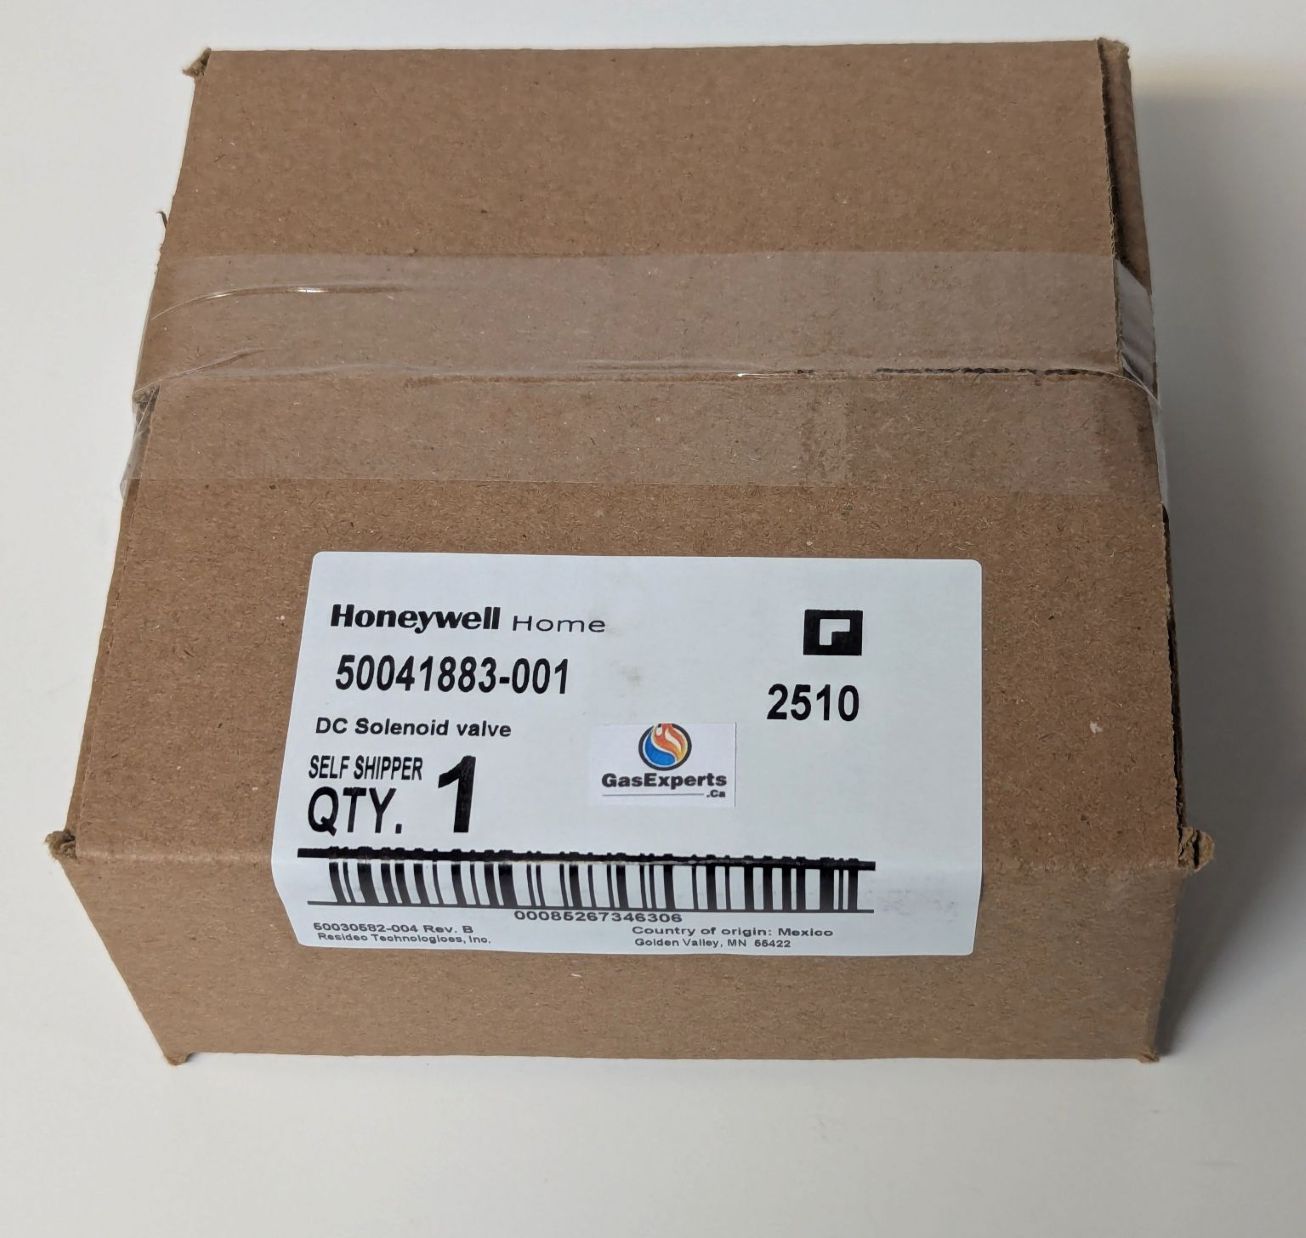 Honeywell Home
50041883-001
2510
DC Solenoid valve
SELF SHIPPER
QTY. 1
GasExperts
.Ca
00085267346306
50030582-004 Rev. B
Resideo Technologioes, Inc.
Country of origin: Mexico
Golden Valley, MN 55422